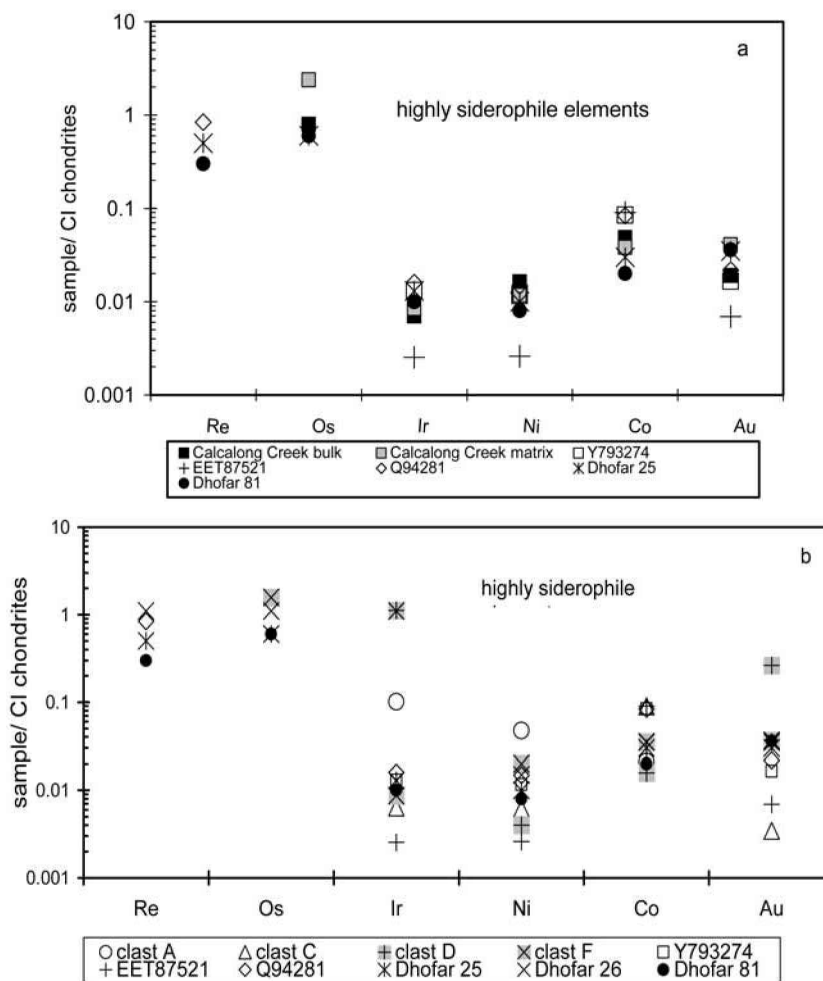 a
10
1
0.1
0.01
0.001
sample/ CI chondrites
highly siderophile elements
Re Os Ir Ni Co Au
Calcalong Creek bulk Calcalong Creek matrix Y793274
EET87521 Q94281 Dhofar 25
Dhofar 81
b
10
1
0.1
0.01
0.001
sample/ CI chondrites
highly siderophile
Re Os Ir Ni Co Au
clast A clast C clast D clast F Y793274
EET87521 Q94281 Dhofar 25 Dhofar 26 Dhofar 81